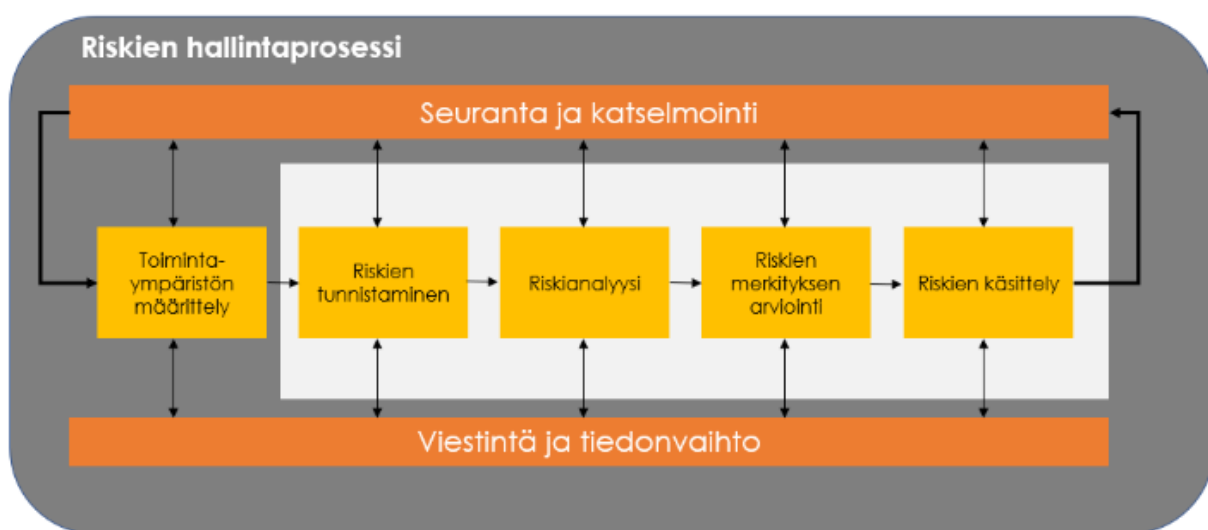 Riskien hallintaprosessi
Seuranta ja katselmointi
Toiminta-
ympäristön
määrittely
Riskien
tunnistaminen
Riskianalyysi
Riskien
merkityksen
arviointi
Riskien käsittely
Viestintä ja tiedonvaihto